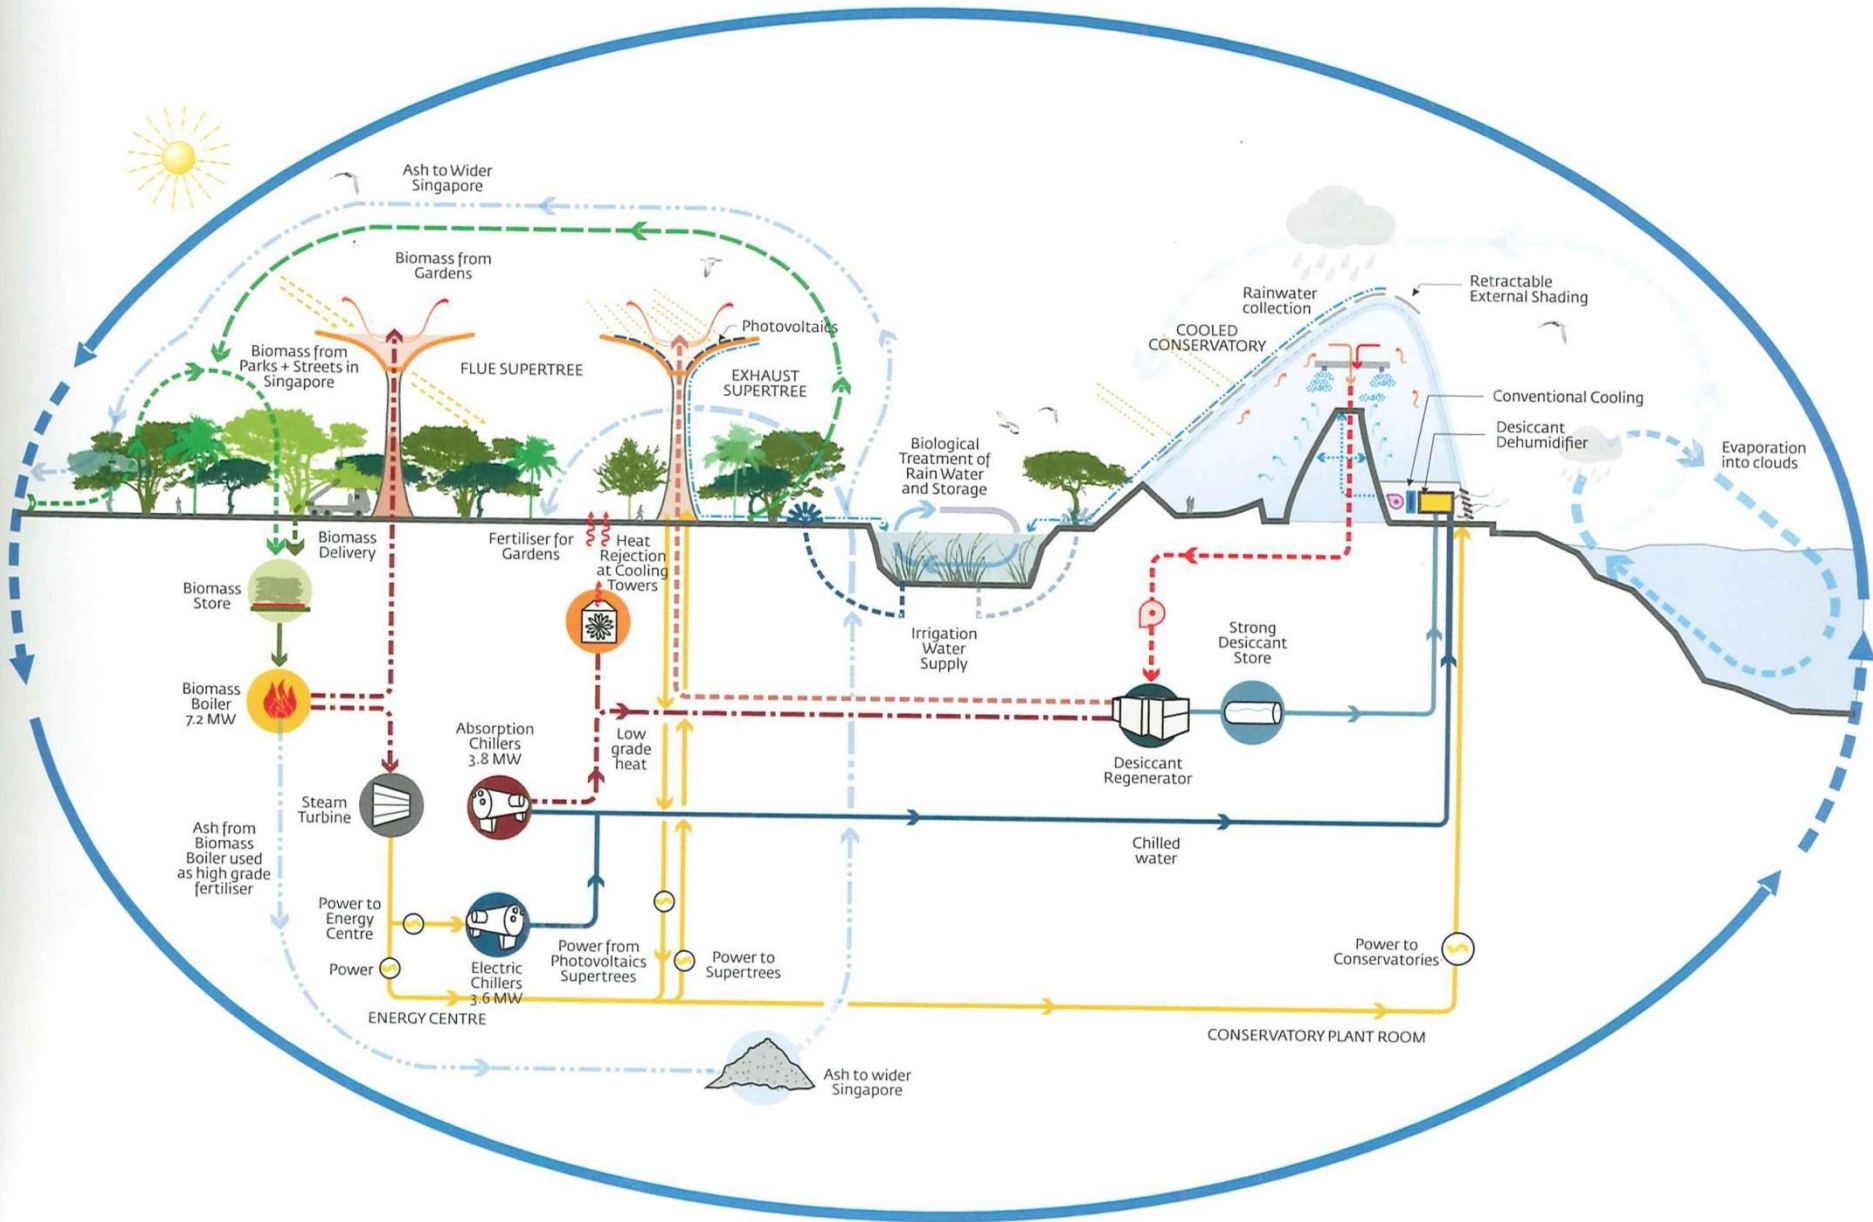 Ash to Wider
Singapore
Biomass from
Gardens
Biomass from
Parks + Streets in
Singapore
FLUE SUPERTREE
Photovoltaics
EXHAUST
SUPERTREE
Rainwater
collection
Retractable
External Shading
COOLED
CONSERVATORY
Conventional Cooling
Desiccant
Dehumidifier
Evaporation
into clouds
Biological
Treatment of
Rain Water
and Storage
Biomass
Delivery
Fertiliser for
Gardens
Heat
Rejection
at Cooling
Towers
Biomass
Store
Irrigation
Water
Supply
Strong
Desiccant
Store
Biomass
Boiler
7.2 MW
Absorption
Chillers
3.8 MW
Low
grade
heat
Desiccant
Regenerator
Steam
Turbine
Ash from
Biomass
Boiler used
as high grade
fertiliser
Chilled
water
Power to
Energy
Centre
Power
Electric
Chillers
3.6 MW
Power from
Photovoltaics
Supertrees
Power to
Supertrees
Power to
Conservatories
ENERGY CENTRE
CONSERVATORY PLANT ROOM
Ash to wider
Singapore